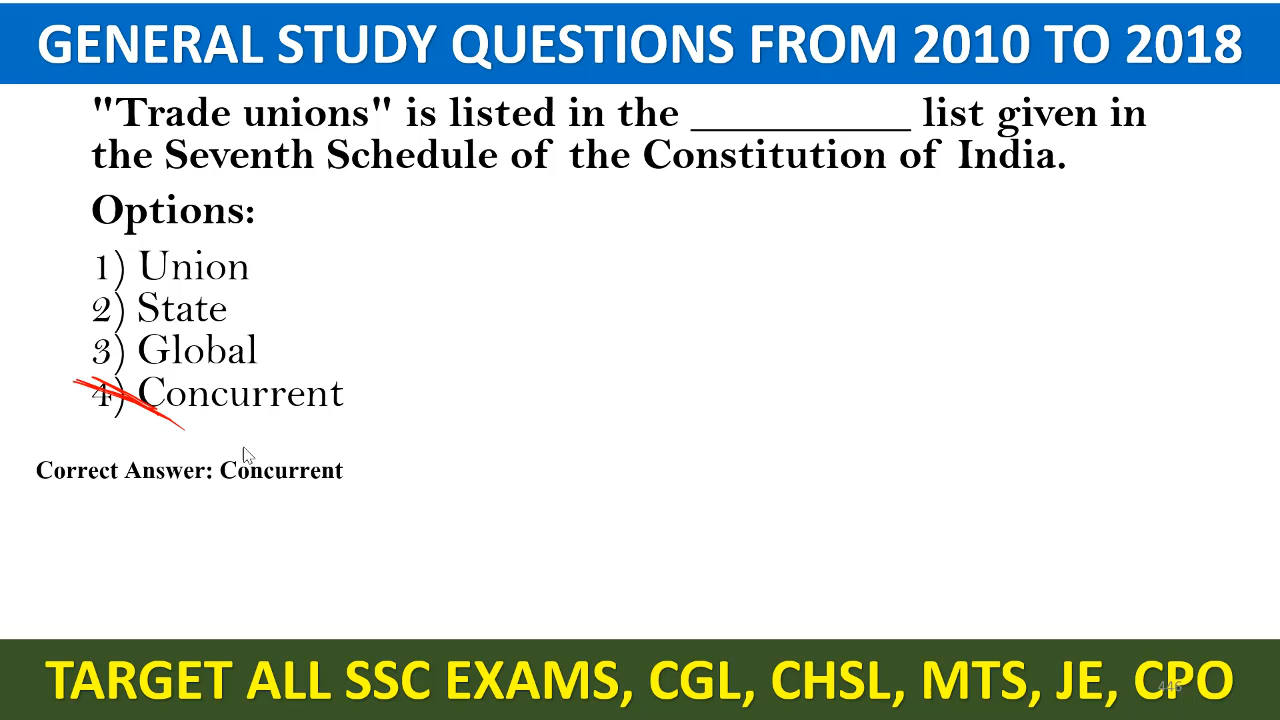 GENERAL STUDY QUESTIONS FROM 2010 TO 2018
"Trade unions" is listed in the __________ list given in
the Seventh Schedule of the Constitution of India.
Options:
1) Union
2) State
3) Global
4) Concurrent
Correct Answer: Concurrent
TARGET ALL SSC EXAMS, CGL, CHSL, MTS, JE, CPO
446